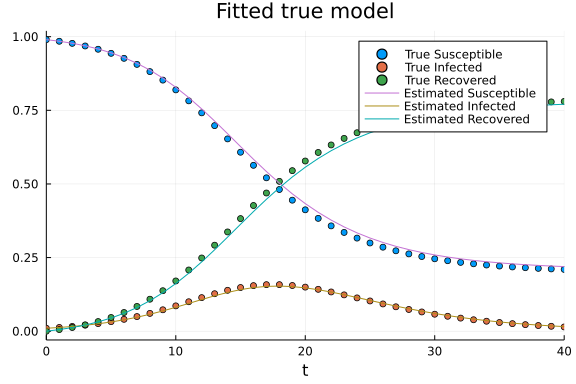 Fitted true model
1.00
0.75
0.50
0.25
0.00
True Susceptible
True Infected
True Recovered
Estimated Susceptible
Estimated Infected
Estimated Recovered
0
10
20
30
40
t